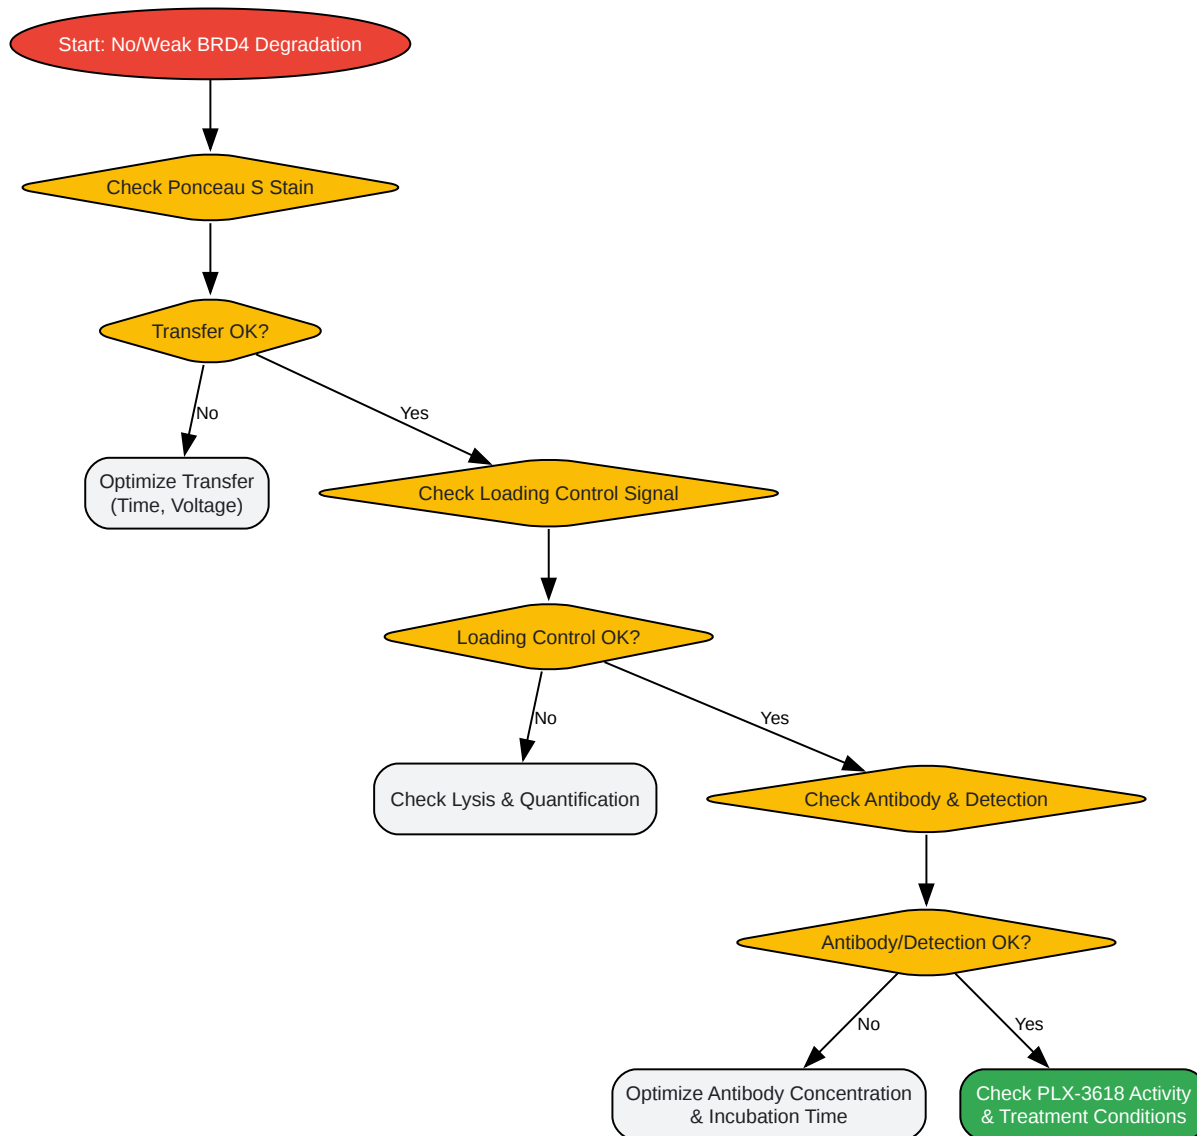 Start: No/Weak BRD4 Degradation
Check Ponceau S Stain
Transfer OK?
No
Yes
Optimize Transfer
(Time, Voltage)
Check Loading Control Signal
Loading Control OK?
No
Yes
Check Lysis & Quantification
Check Antibody & Detection
Antibody/Detection OK?
No
Yes
Optimize Antibody Concentration
& Incubation Time
Check PLX-3618 Activity
& Treatment Conditions